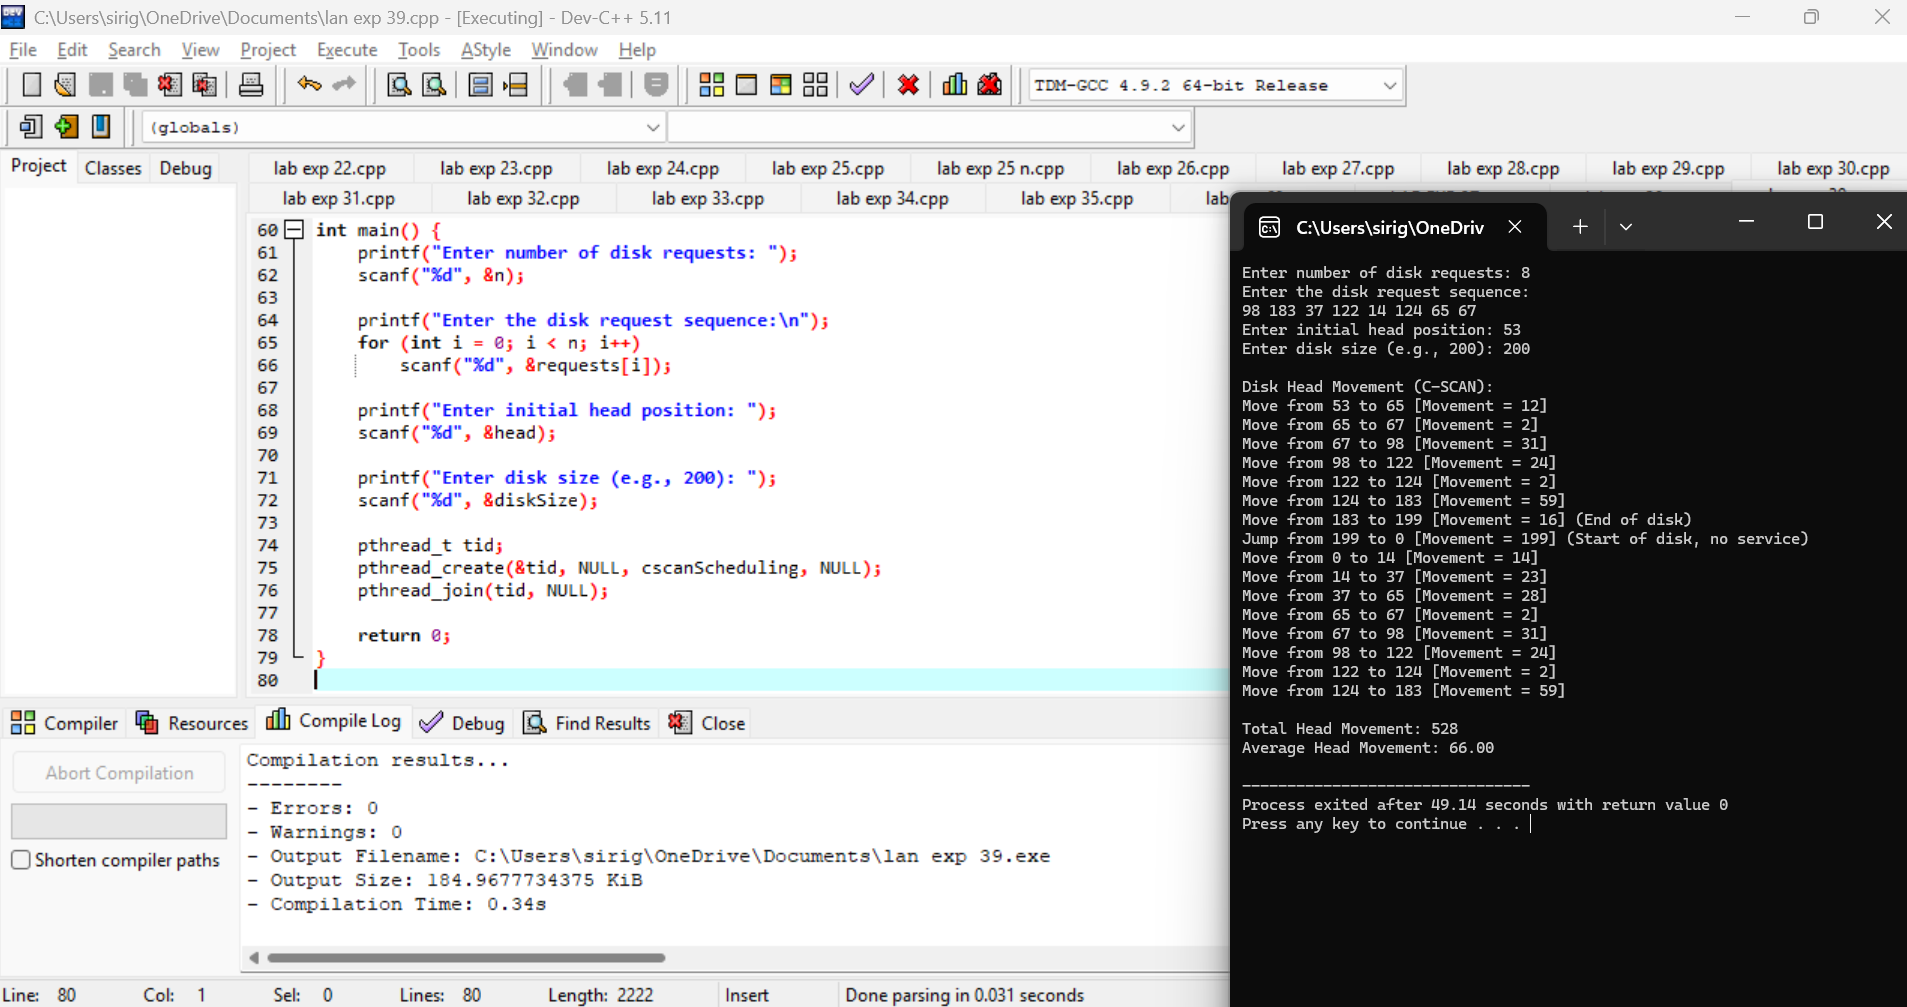 C:\Users\sirig\OneDrive\Documents\lan exp 39.cpp - [Executing] - Dev-C++ 5.11
File Edit Search View Project Execute Tools AStyle Window Help
TDM-GCC 4.9.2 64-bit Release
(globals)
Project Classes Debug
lab exp 22.cpp lab exp 23.cpp lab exp 24.cpp lab exp 25.cpp lab exp 25 n.cpp lab exp 26.cpp lab exp 27.cpp lab exp 28.cpp lab exp 29.cpp lab exp 30.cpp
lab exp 31.cpp lab exp 32.cpp lab exp 33.cpp lab exp 34.cpp lab exp 35.cpp lab
60 int main() {
61 printf("Enter number of disk requests: ");
62 scanf("%d", &n);
63
64 printf("Enter the disk request sequence:\n");
65 for (int i = 0; i < n; i++)
66 scanf("%d", &requests[i]);
67
68 printf("Enter initial head position: ");
69 scanf("%d", &head);
70
71 printf("Enter disk size (e.g., 200): ");
72 scanf("%d", &diskSize);
73
74 pthread_t tid;
75 pthread_create(&tid, NULL, cscanScheduling, NULL);
76 pthread_join(tid, NULL);
77
78 return 0;
79 }
80
C:\Users\sirig\OneDriv
Enter number of disk requests: 8
Enter the disk request sequence:
98 183 37 122 14 124 65 67
Enter initial head position: 53
Enter disk size (e.g., 200): 200
Disk Head Movement (C-SCAN):
Move from 53 to 65 [Movement = 12]
Move from 65 to 67 [Movement = 2]
Move from 67 to 98 [Movement = 31]
Move from 98 to 122 [Movement = 24]
Move from 122 to 124 [Movement = 2]
Move from 124 to 183 [Movement = 59]
Move from 183 to 199 [Movement = 16] (End of disk)
Jump from 199 to 0 [Movement = 199] (Start of disk, no service)
Move from 0 to 14 [Movement = 14]
Move from 14 to 37 [Movement = 23]
Move from 37 to 65 [Movement = 28]
Move from 65 to 67 [Movement = 2]
Move from 67 to 98 [Movement = 31]
Move from 98 to 122 [Movement = 24]
Move from 122 to 124 [Movement = 2]
Move from 124 to 183 [Movement = 59]
Total Head Movement: 528
Average Head Movement: 66.00
--------------------------------
Process exited after 49.14 seconds with return value 0
Press any key to continue . . .
Compiler Resources Compile Log Debug Find Results Close
Abort Compilation
Shorten compiler paths
Compilation results...
--------
- Errors: 0
- Warnings: 0
- Output Filename: C:\Users\sirig\OneDrive\Documents\lan exp 39.exe
- Output Size: 184.9677734375 KiB
- Compilation Time: 0.34s
Line: 80 Col: 1 Sel: 0 Lines: 80 Length: 2222 Insert Done parsing in 0.031 seconds